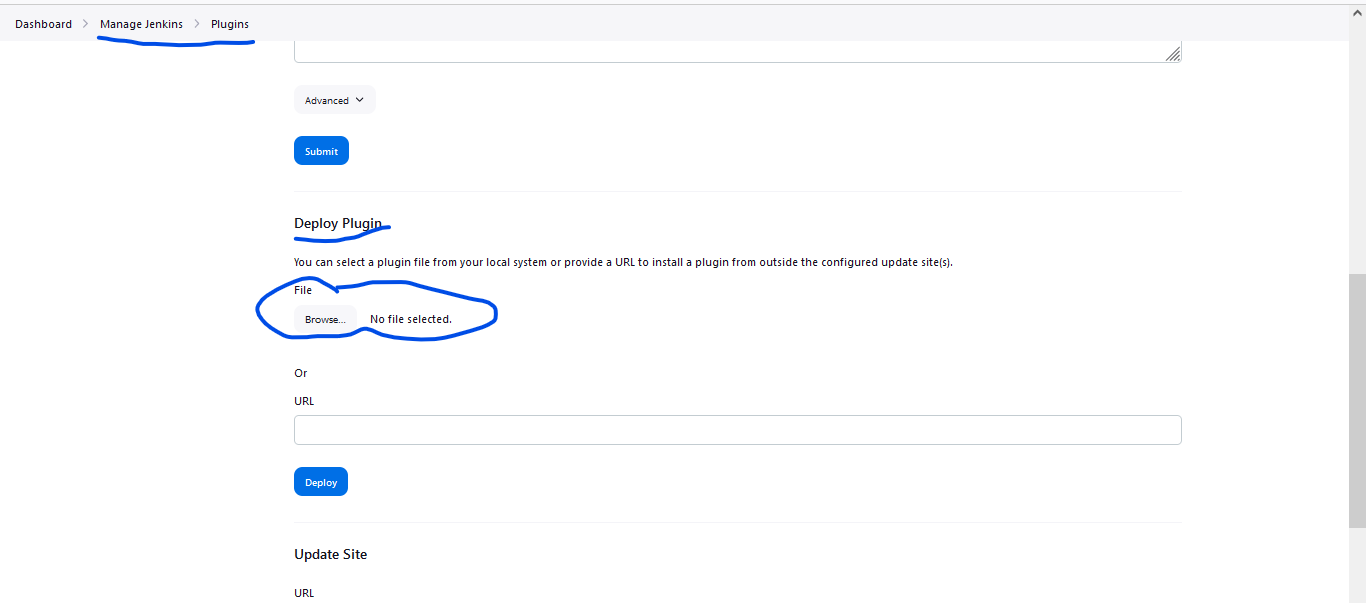 Dashboard > Manage Jenkins > Plugins
Advanced
Submit
Deploy Plugin
You can select a plugin file from your local system or provide a URL to install a plugin from outside the configured update site(s).
File
Browse... No file selected.
Or
URL
Deploy
Update Site
URL